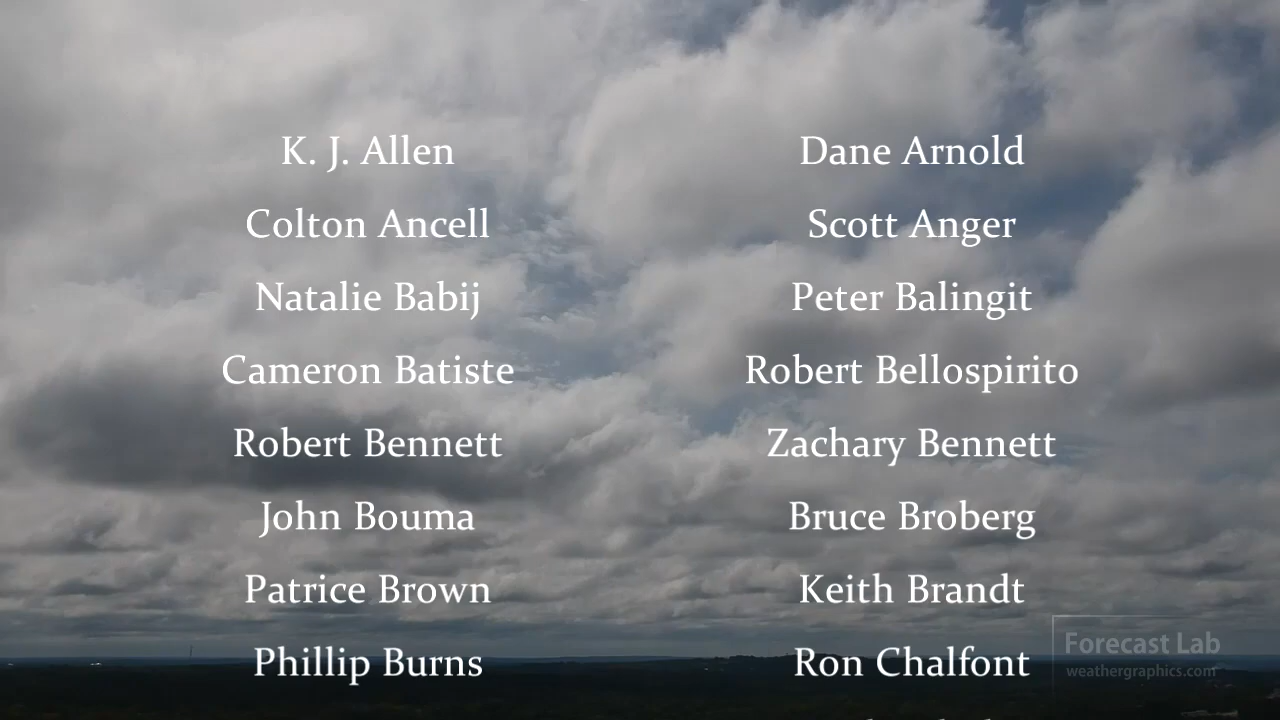 K. J. Allen
Dane Arnold
Colton Ancell
Scott Anger
Natalie Babij
Peter Balingit
Cameron Batiste
Robert Bellospirito
Robert Bennett
Zachary Bennett
John Bouma
Bruce Broberg
Patrice Brown
Keith Brandt
Phillip Burns
Ron Chalfont
Forecast Lab
weathergraphics.com